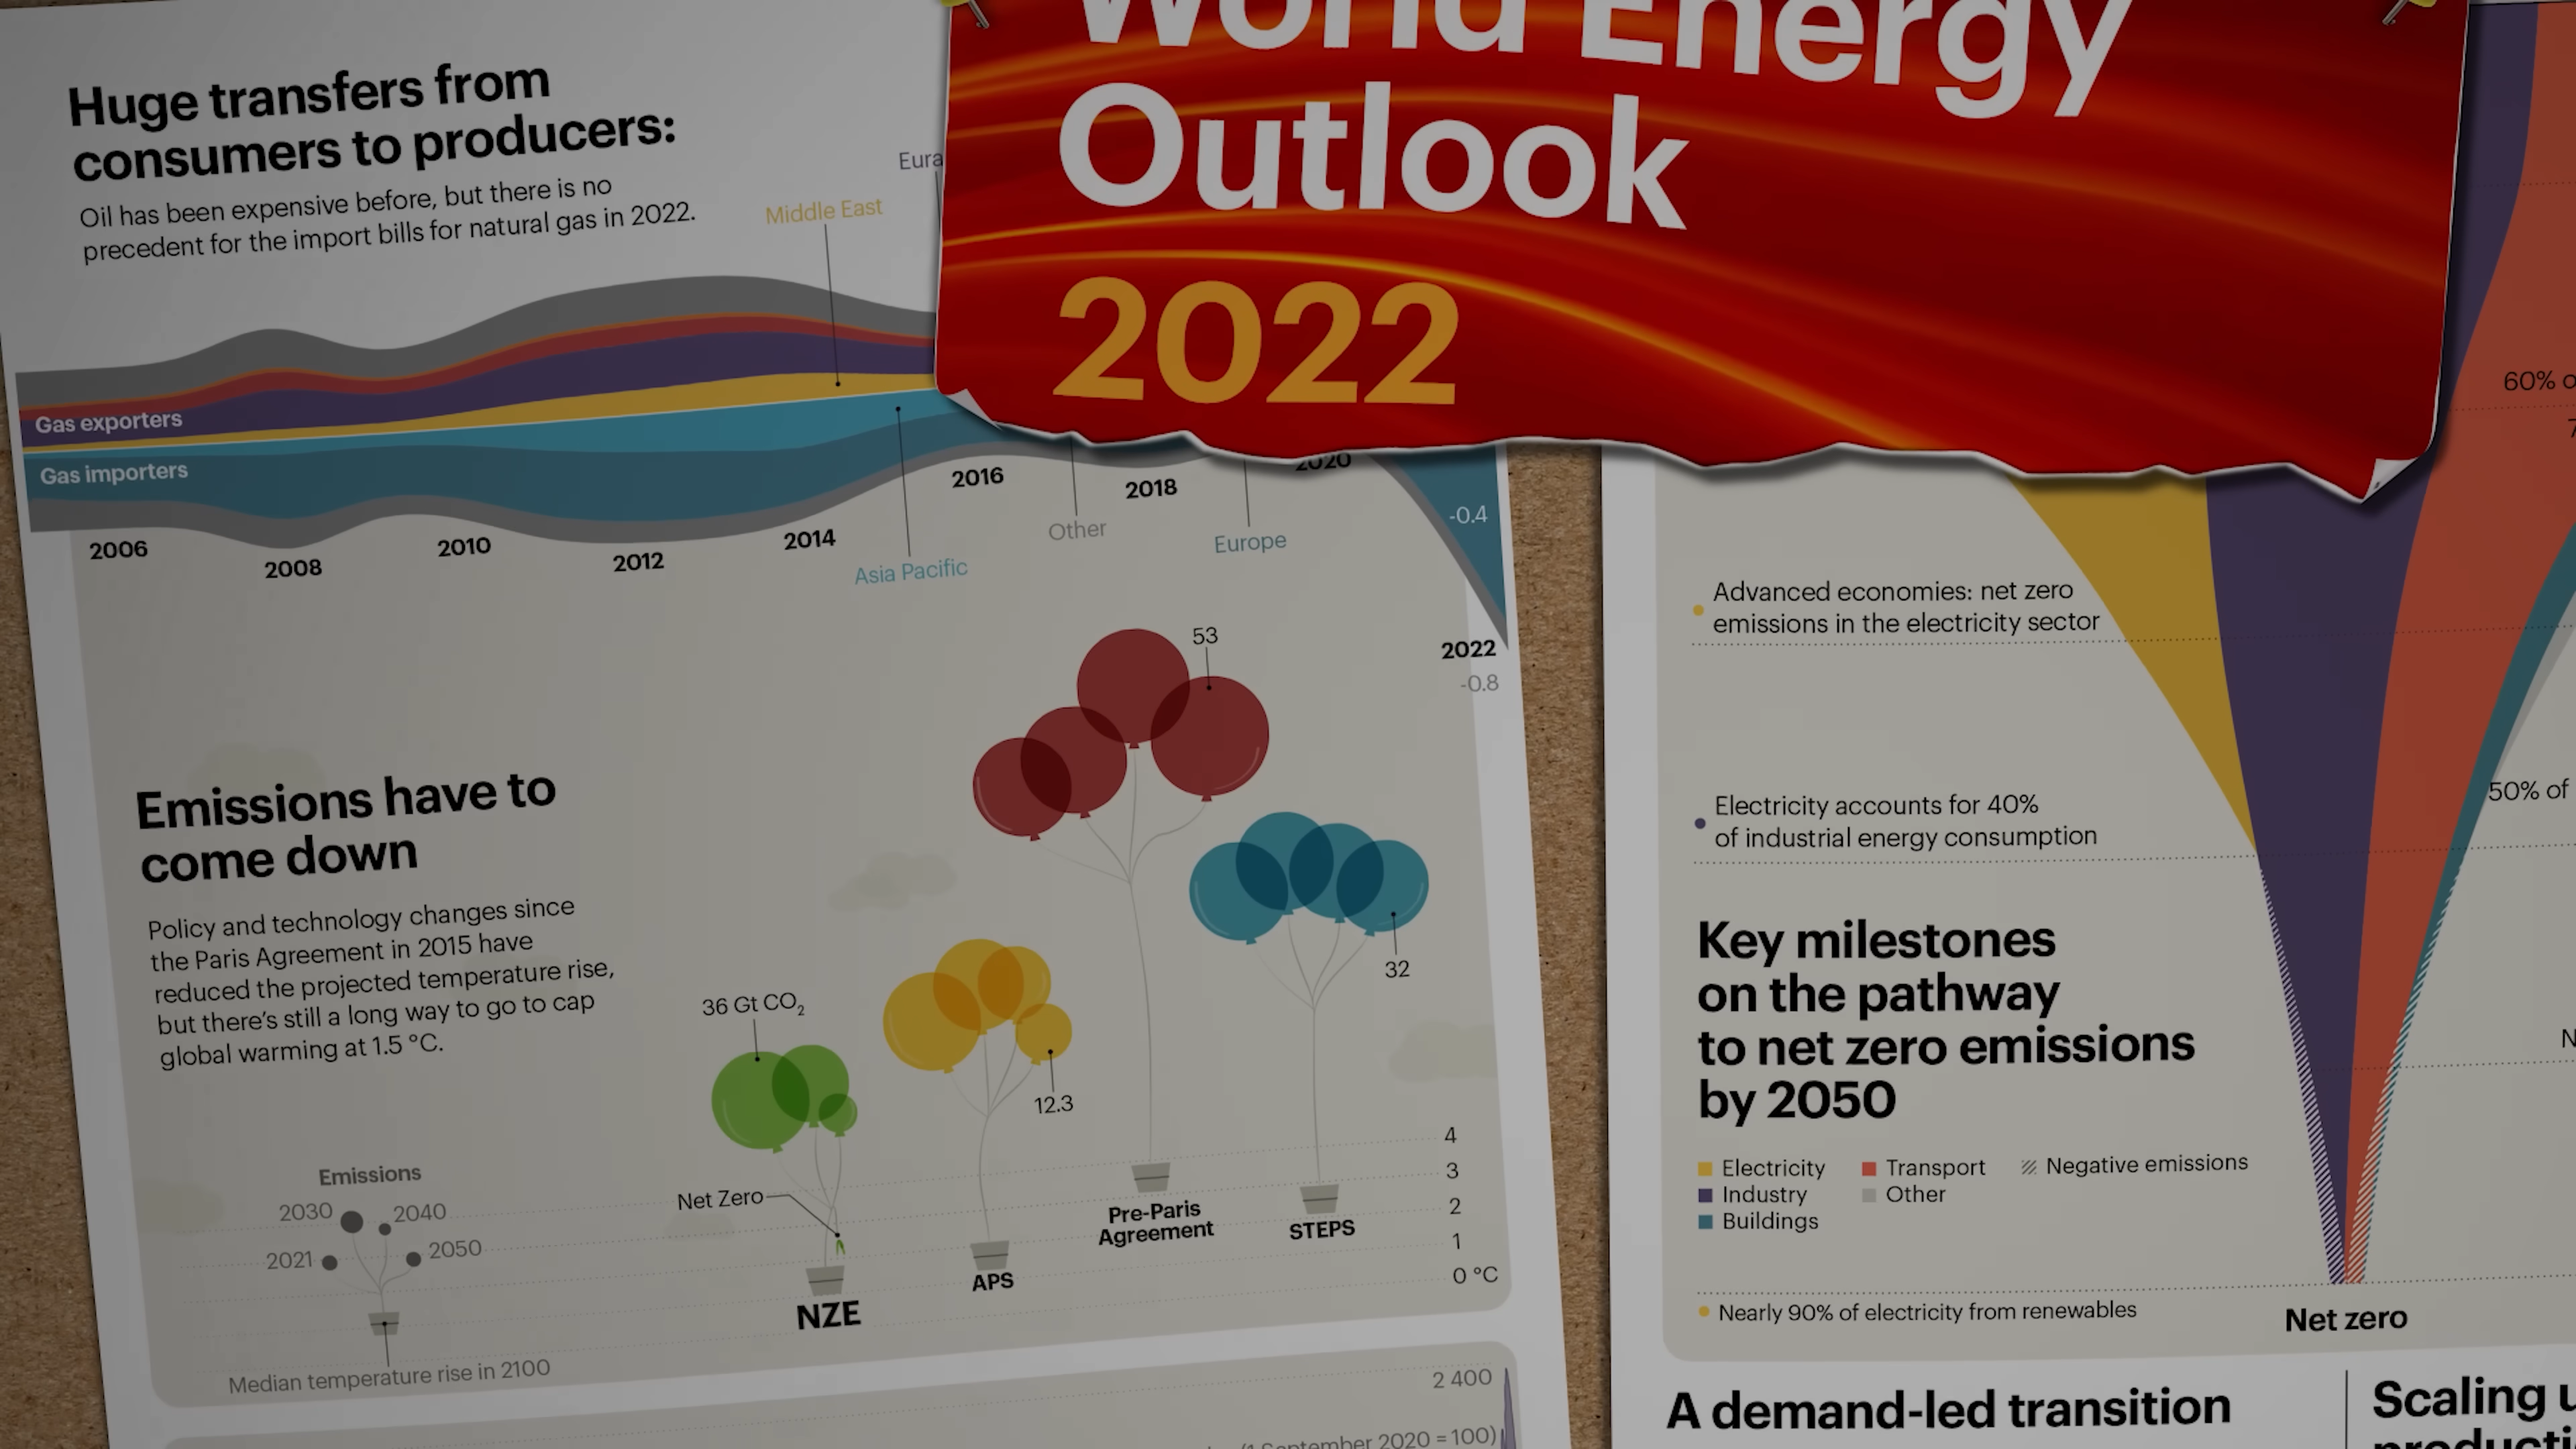 World Energy
Outlook
2022
Huge transfers from
consumers to producers:
Oil has been expensive before, but there is no
precedent for the import bills for natural gas in 2022.
Middle East
Gas exporters
Gas importers
2006
2008
2010
2012
2014
2016
2018
2020
Asia Pacific
Other
Europe
-0.4
2022
-0.8
Emissions have to
come down
Policy and technology changes since
the Paris Agreement in 2015 have
reduced the projected temperature rise,
but there's still a long way to go to cap
global warming at 1.5 °C.
Emissions
2030
2040
2021
2050
Median temperature rise in 2100
36 Gt CO₂
Net Zero
NZE
12.3
APS
53
Pre-Paris
Agreement
32
STEPS
4
3
2
1
0 °C
2 400
(1 September 2020 = 100)
60%
Advanced economies: net zero
emissions in the electricity sector
Electricity accounts for 40%
of industrial energy consumption
50% of
Key milestones
on the pathway
to net zero emissions
by 2050
Electricity
Transport
Negative emissions
Industry
Other
Buildings
Nearly 90% of electricity from renewables
Net zero
A demand-led transition
Scaling